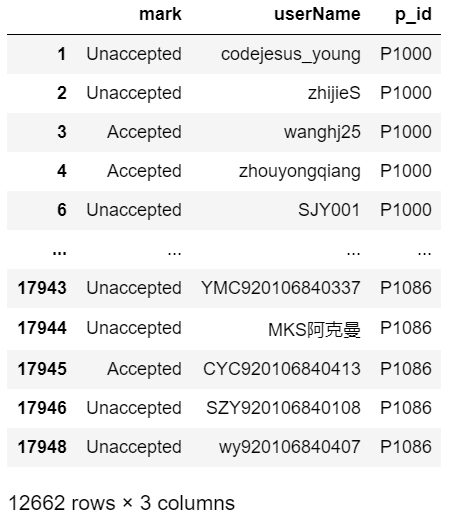 mark userName p_id
1 Unaccepted codejesus_young P1000
2 Unaccepted zhijieS P1000
3 Accepted wanghj25 P1000
4 Accepted zhouyongqiang P1000
6 Unaccepted SJY001 P1000
... ... ... ...
17943 Unaccepted YMC920106840337 P1086
17944 Unaccepted MKS阿克曼 P1086
17945 Accepted CYC920106840413 P1086
17946 Unaccepted SZY920106840108 P1086
17948 Unaccepted wy920106840407 P1086
12662 rows × 3 columns